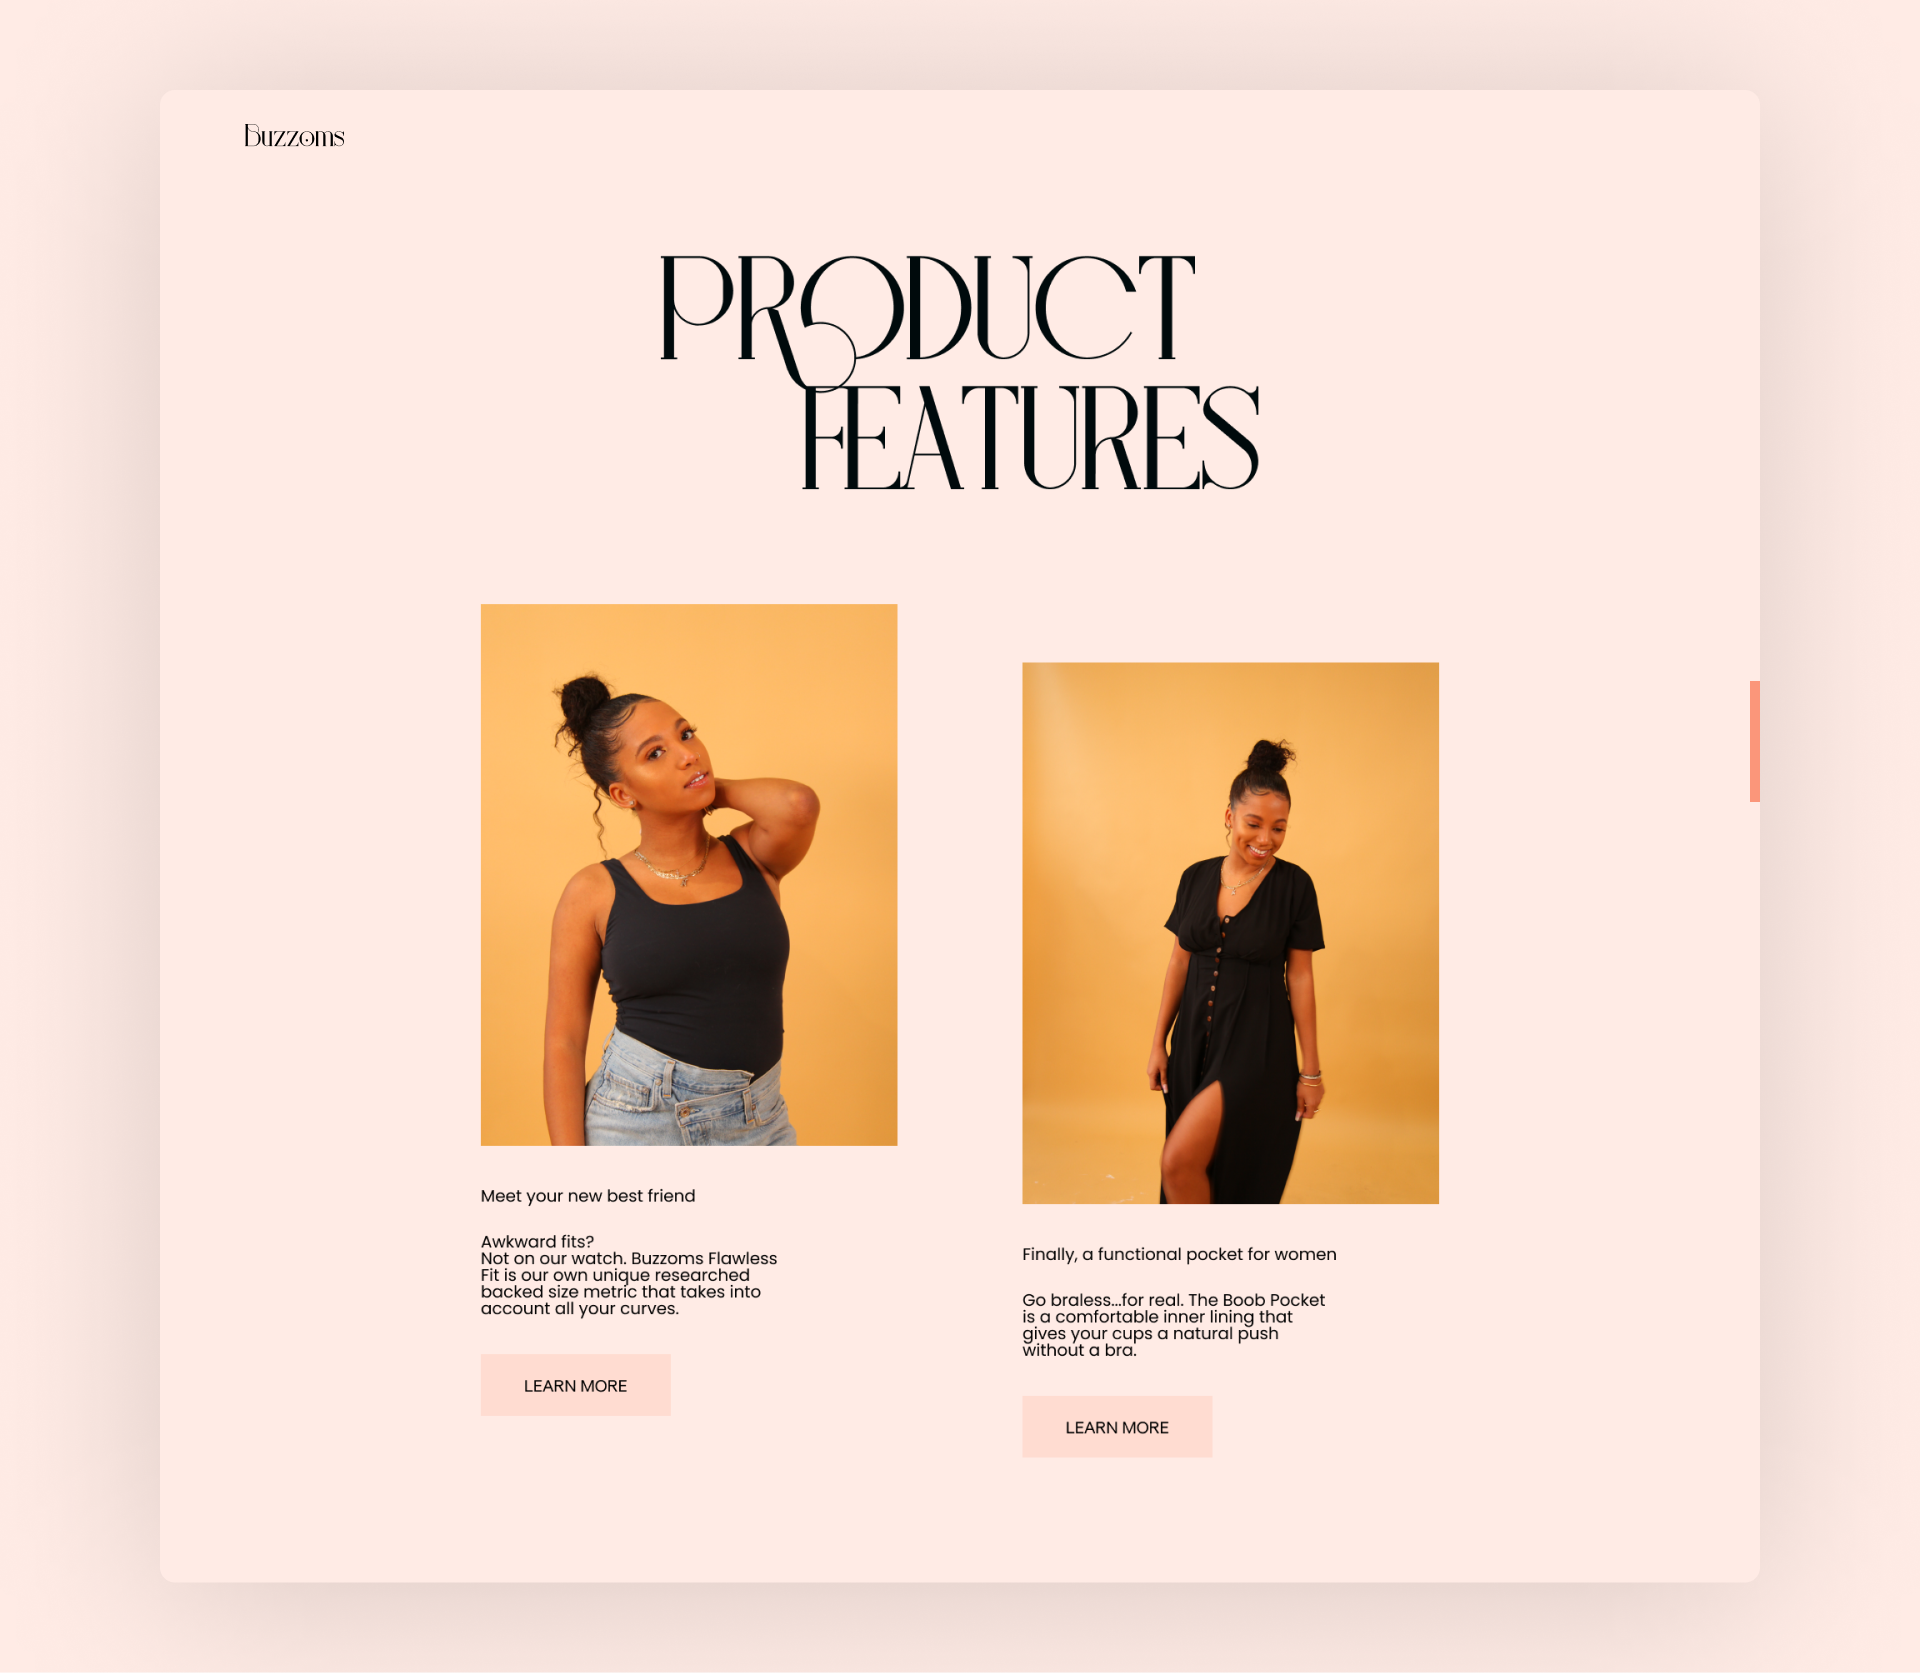 Buzzoms
PRODUCT
FEATURES
Meet your new best friend
Awkward fits?
Not on our watch. Buzzoms Flawless
Fit is our own unique researched
backed size metric that takes into
account all your curves.
LEARN MORE
Finally, a functional pocket for women
Go braless...for real. The Boob Pocket
is a comfortable inner lining that
gives your cups a natural push
without a bra.
LEARN MORE